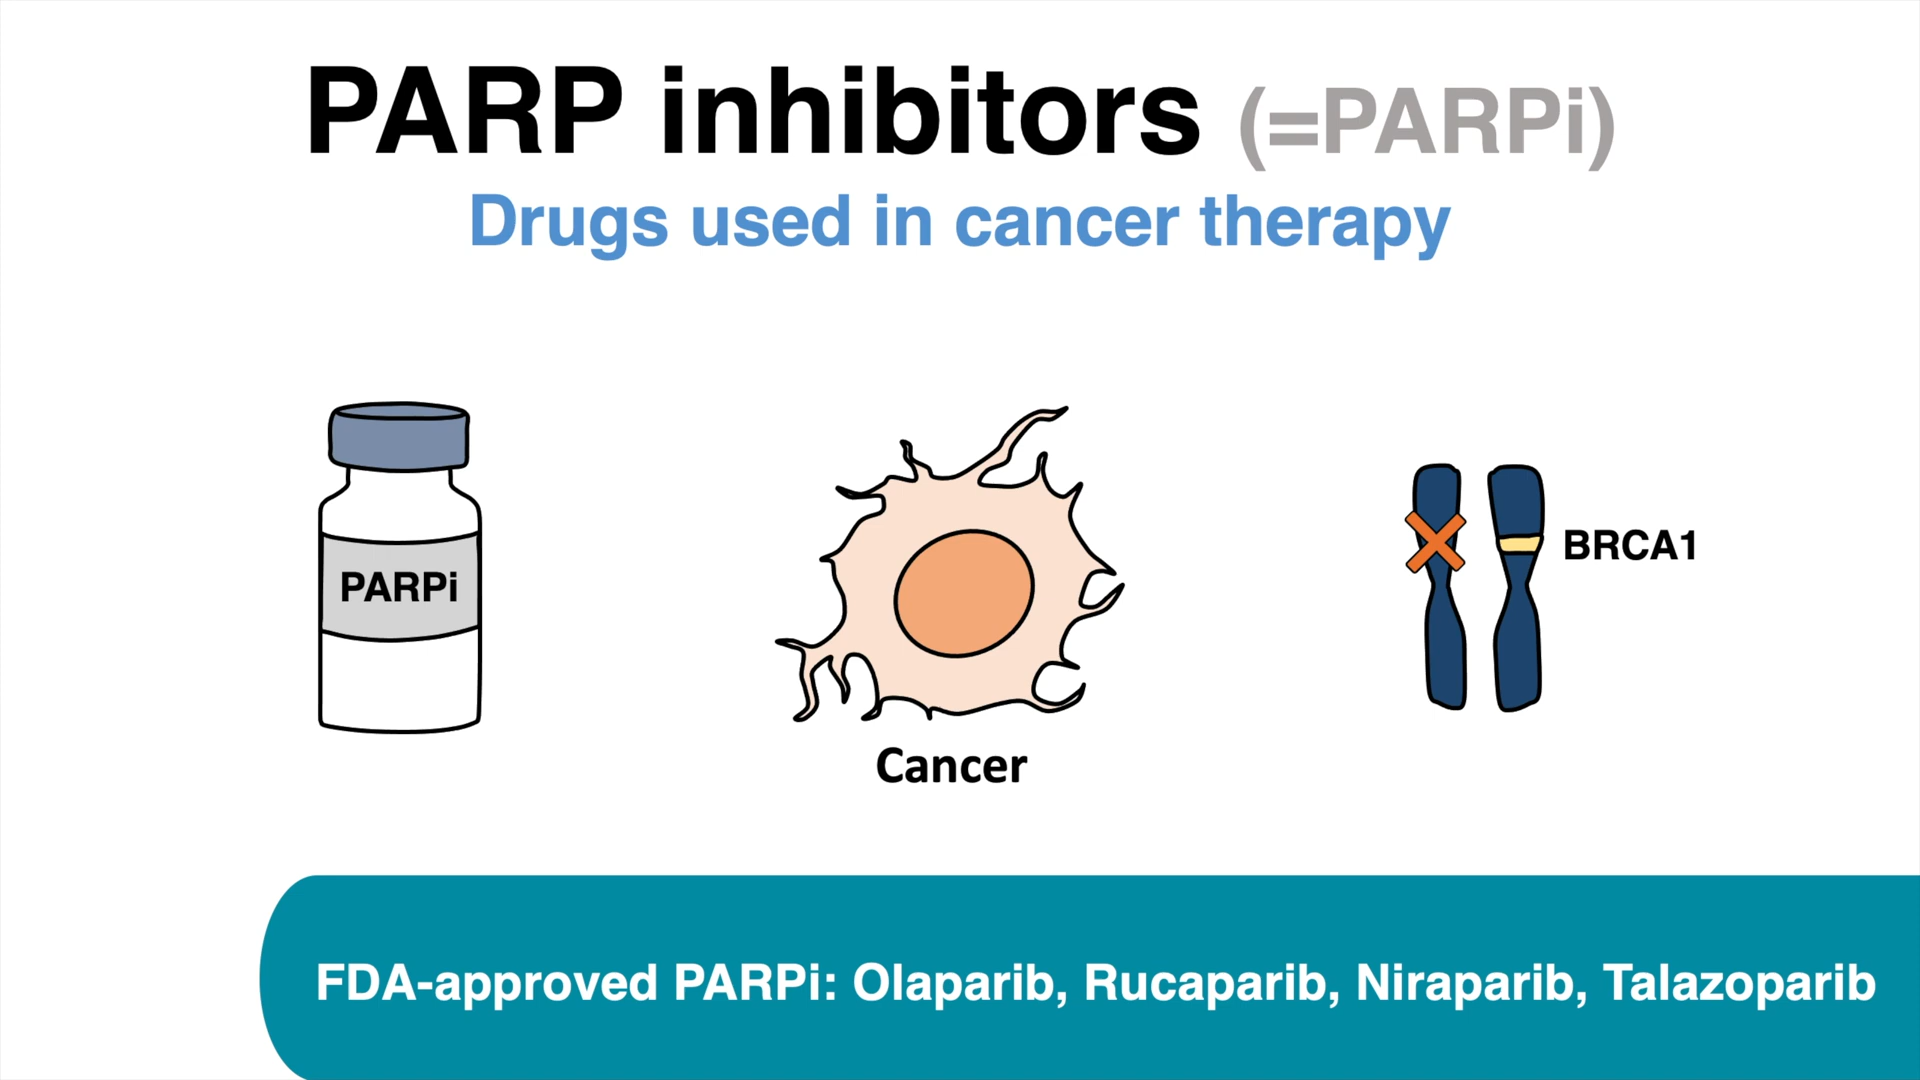 PARP inhibitors (=PARPi)
Drugs used in cancer therapy
PARPi
BRCA1
Cancer
FDA-approved PARPi: Olaparib, Rucaparib, Niraparib, Talazoparib